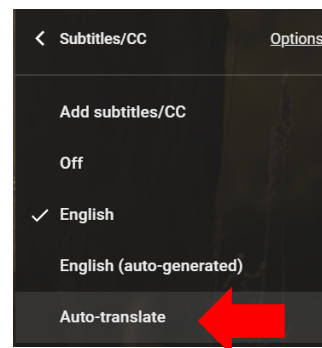 Subtitles/CC Options
Add subtitles/CC
Off
English
English (auto-generated)
Auto-translate